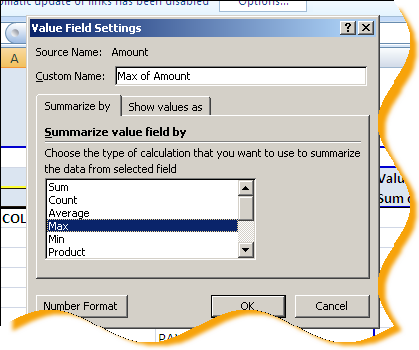 matic update of links has been disabled Options...
Value Field Settings
Source Name: Amount
Custom Name: Max of Amount
Summarize by Show values as
Summarize value field by
Choose the type of calculation that you want to use to summarize
the data from selected field
Sum
Count
Average
Max
Min
Product
Number Format OK Cancel
A
COL
Valu
Sum